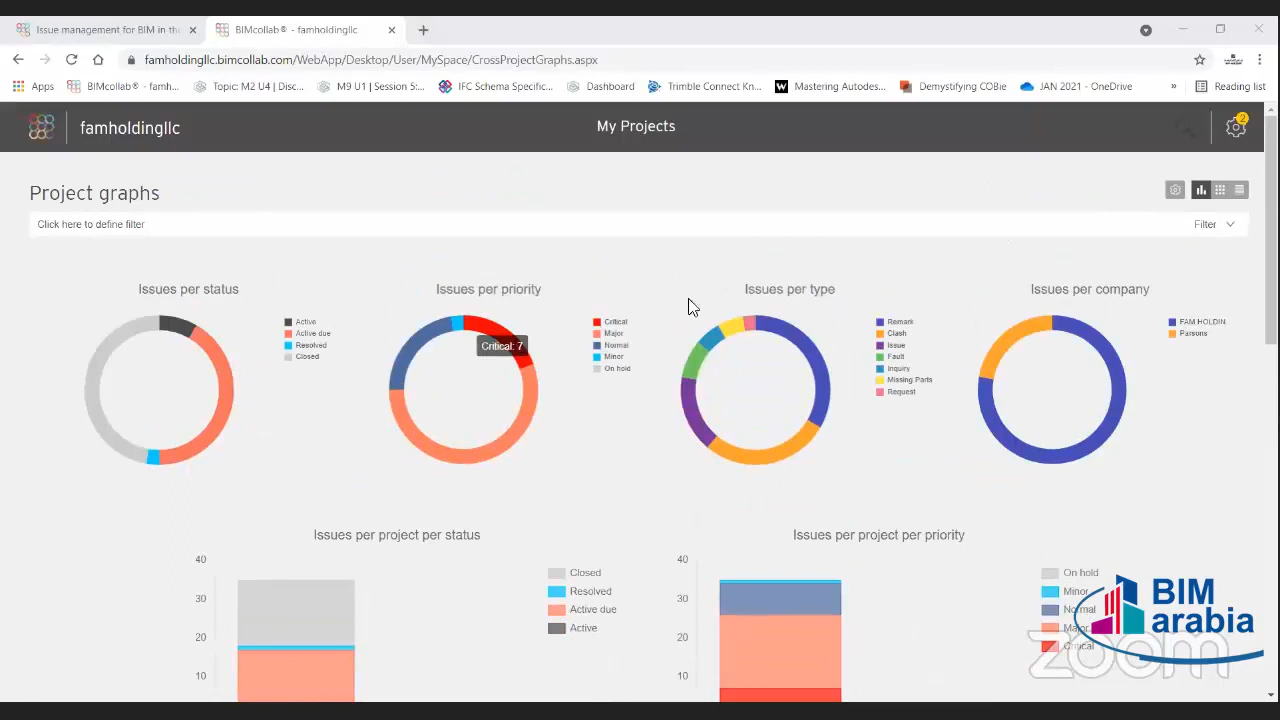 Issue management for BIM in the
BIMcollab® - famholdingllc
famholdingllc.bimcollab.com/WebApp/Desktop/User/MySpace/CrossProjectGraphs.aspx
Apps
BIMcollab® - famh...
Topic: M2 U4 | Disc...
M9 U1`| Session 5:...
IFC Schema Specific...
Dashboard
Trimble Connect Kn...
Mastering Autodes...
Demystifying COBie
JAN 2021 - OneDrive
»
Reading list
famholdingllc
My Projects
2
Project graphs
Click here to define filter
Filter
Issues per status
Active
Active due
Resolved
Closed
Issues per priority
Critical: 7
Critical
Major
Normal
Minor
On hold
Issues per type
Remark
Clash
Issue
Fault
Inquiry
Missing Parts
Request
Issues per company
FAM HOLDIN
Parsons
Issues per project per status
40
30
20
10
Closed
Resolved
Active due
Active
Issues per project per priority
40
30
20
10
On hold
Minor
Normal
Major
Critical
BIM
arabia
zoom